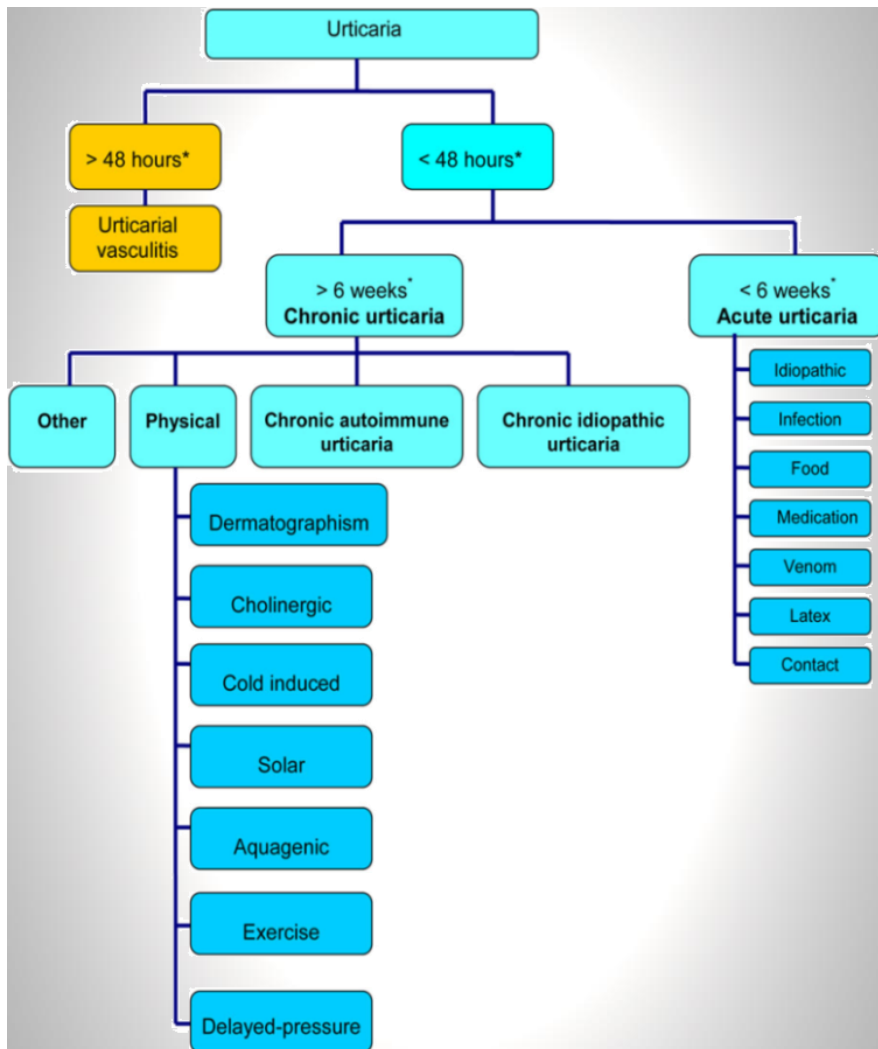 Urticaria
> 48 hours*
< 48 hours*
Urticarial
vasculitis
> 6 weeks*
Chronic urticaria
< 6 weeks*
Acute urticaria
Other
Physical
Chronic autoimmune
urticaria
Chronic idiopathic
urticaria
Dermatographism
Cholinergic
Cold induced
Solar
Aquagenic
Exercise
Delayed-pressure
Idiopathic
Infection
Food
Medication
Venom
Latex
Contact